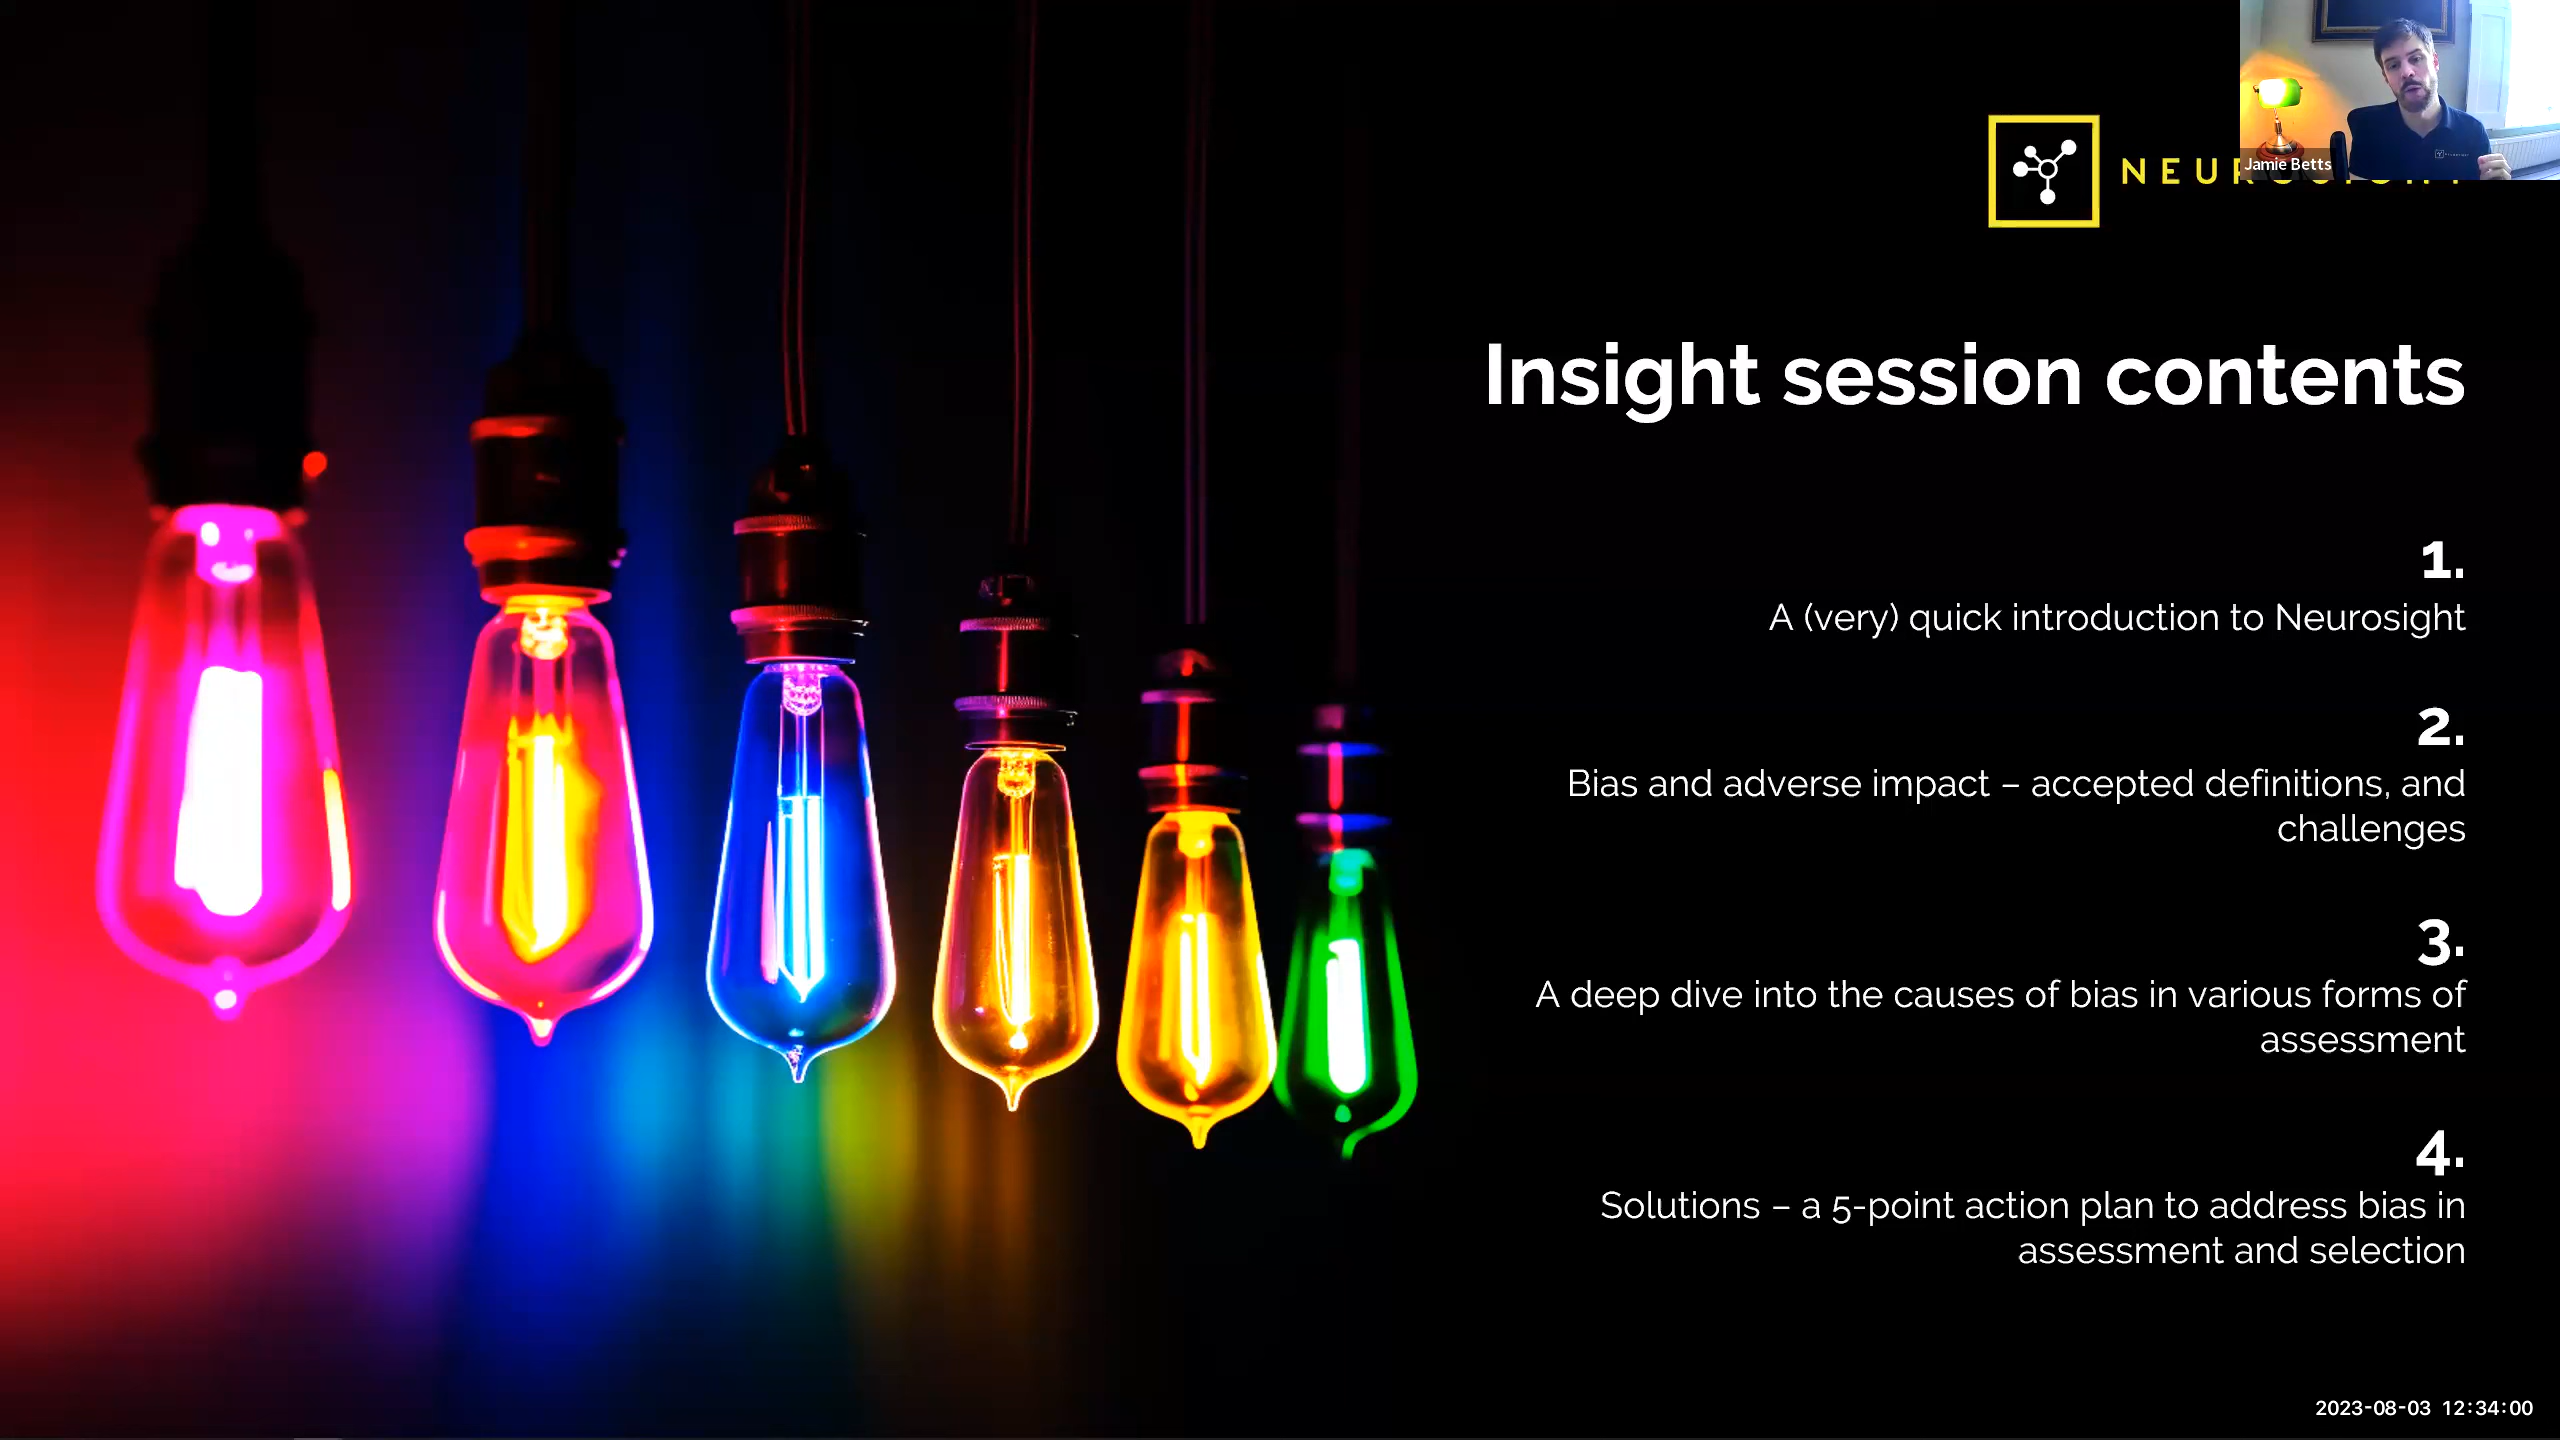 Jamie Betts
Insight session contents
1.
A (very) quick introduction to Neurosight
2.
Bias and adverse impact – accepted definitions, and
challenges
3.
A deep dive into the causes of bias in various forms of
assessment
4.
Solutions – a 5-point action plan to address bias in
assessment and selection
2023-08-03 12:34:00